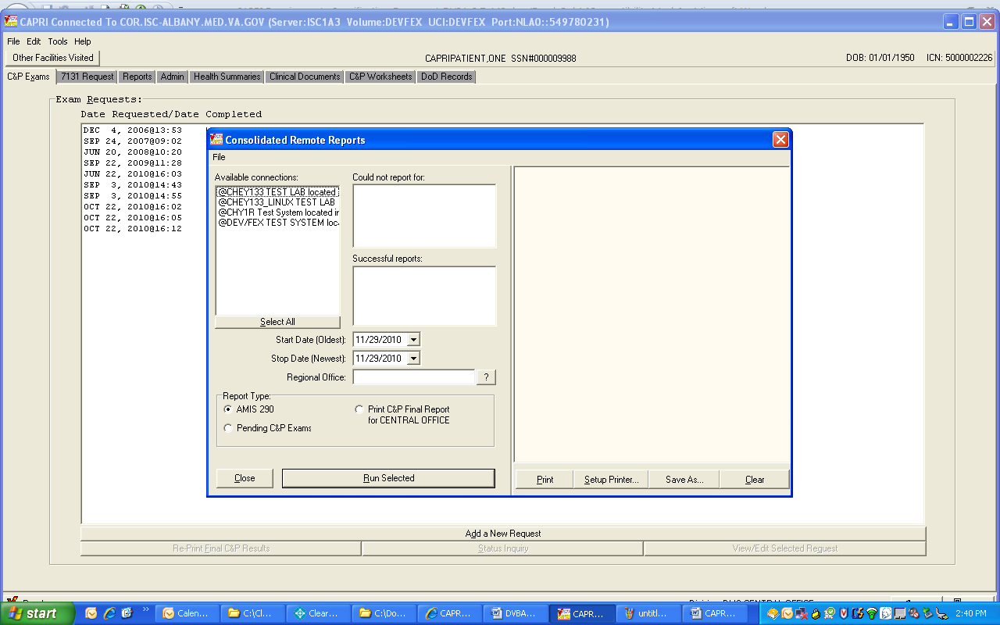 CAPRI Connected To COR.ISC-ALBANY.MED.VA.GOV (Server:ISC1A3 Volume:DEVFEX UCI:DEVFEX Port:NLA0::549780231)
File Edit Tools Help
Other Facilities Visited
CAPRIPATIENT,ONE SSN#000009988
DOB: 01/01/1950 ICN: 5000002226
C&P Exams 7131 Request Reports Admin Health Summaries Clinical Documents C&P Worksheets DoD Records
Exam Requests:
Date Requested/Date Completed
DEC 4, 2006@13:53
SEP 24, 2007@09:02
JUN 20, 2008@10:20
SEP 22, 2009@11:28
JUN 22, 2010@16:03
SEP 3, 2010@14:43
SEP 3, 2010@14:55
OCT 22, 2010@16:02
OCT 22, 2010@16:05
OCT 22, 2010@16:12
Consolidated Remote Reports
File
Available connections:
@CHEY133 TEST LAB located
@CHEY133_LINUX TEST LAB
@CHY1R Test System located in
@DEV/FEX TEST SYSTEM loca
Select All
Could not report for:
Successful reports:
Start Date (Oldest): 11/29/2010
Stop Date (Newest): 11/29/2010
Regional Office: ?
Report Type:
AMIS 290
Pending C&P Exams
Print C&P Final Report
for CENTRAL OFFICE
Close
Run Selected
Print
Setup Printer...
Save As...
Clear
Add a New Request
Re-Print Final C&P Results
Status Inquiry
View/Edit Selected Request
start
Calen...
C:\Cl...
Clear...
C:\Do...
CAPR...
DVBA...
CAPR...
untitl...
CAPR...
2:40 PM